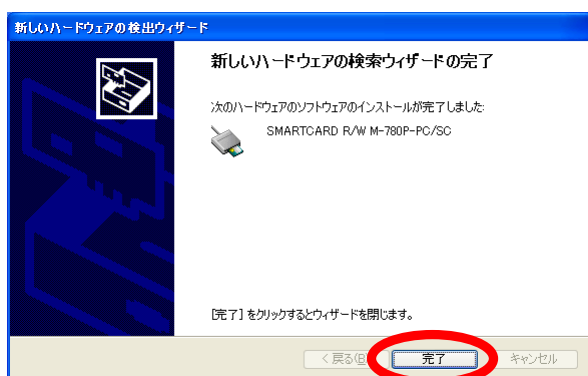 新しいハードウェアの検出ウィザード
新しいハードウェアの検索ウィザードの完了
次のハードウェアのソフトウェアのインストールが完了しました:
SMARTCARD R/W M-780P-PC/SC
[完了] をクリックするとウィザードを閉じます。
< 戻る(B) 完了 キャンセル